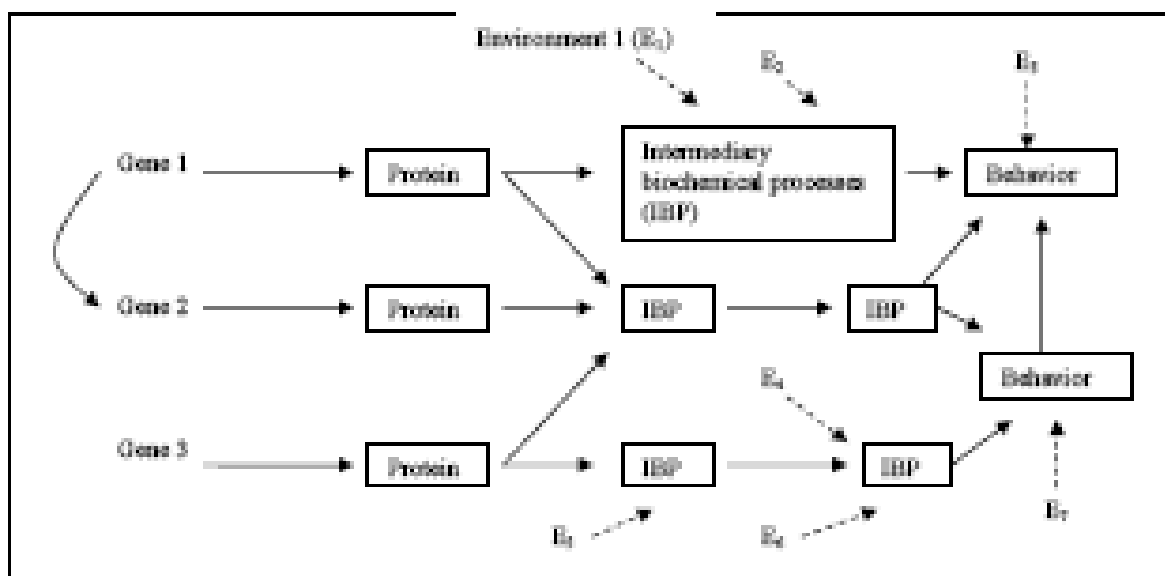 Environment 1 (E₁)
E₂
E₃
Gene 1
Protein
Intermediary
biochemical processes
(IBP)
Behavior
Gene 2
Protein
IBP
IBP
Behavior
E₄
Gene 3
Protein
IBP
IBP
E₅
E₆
E₇